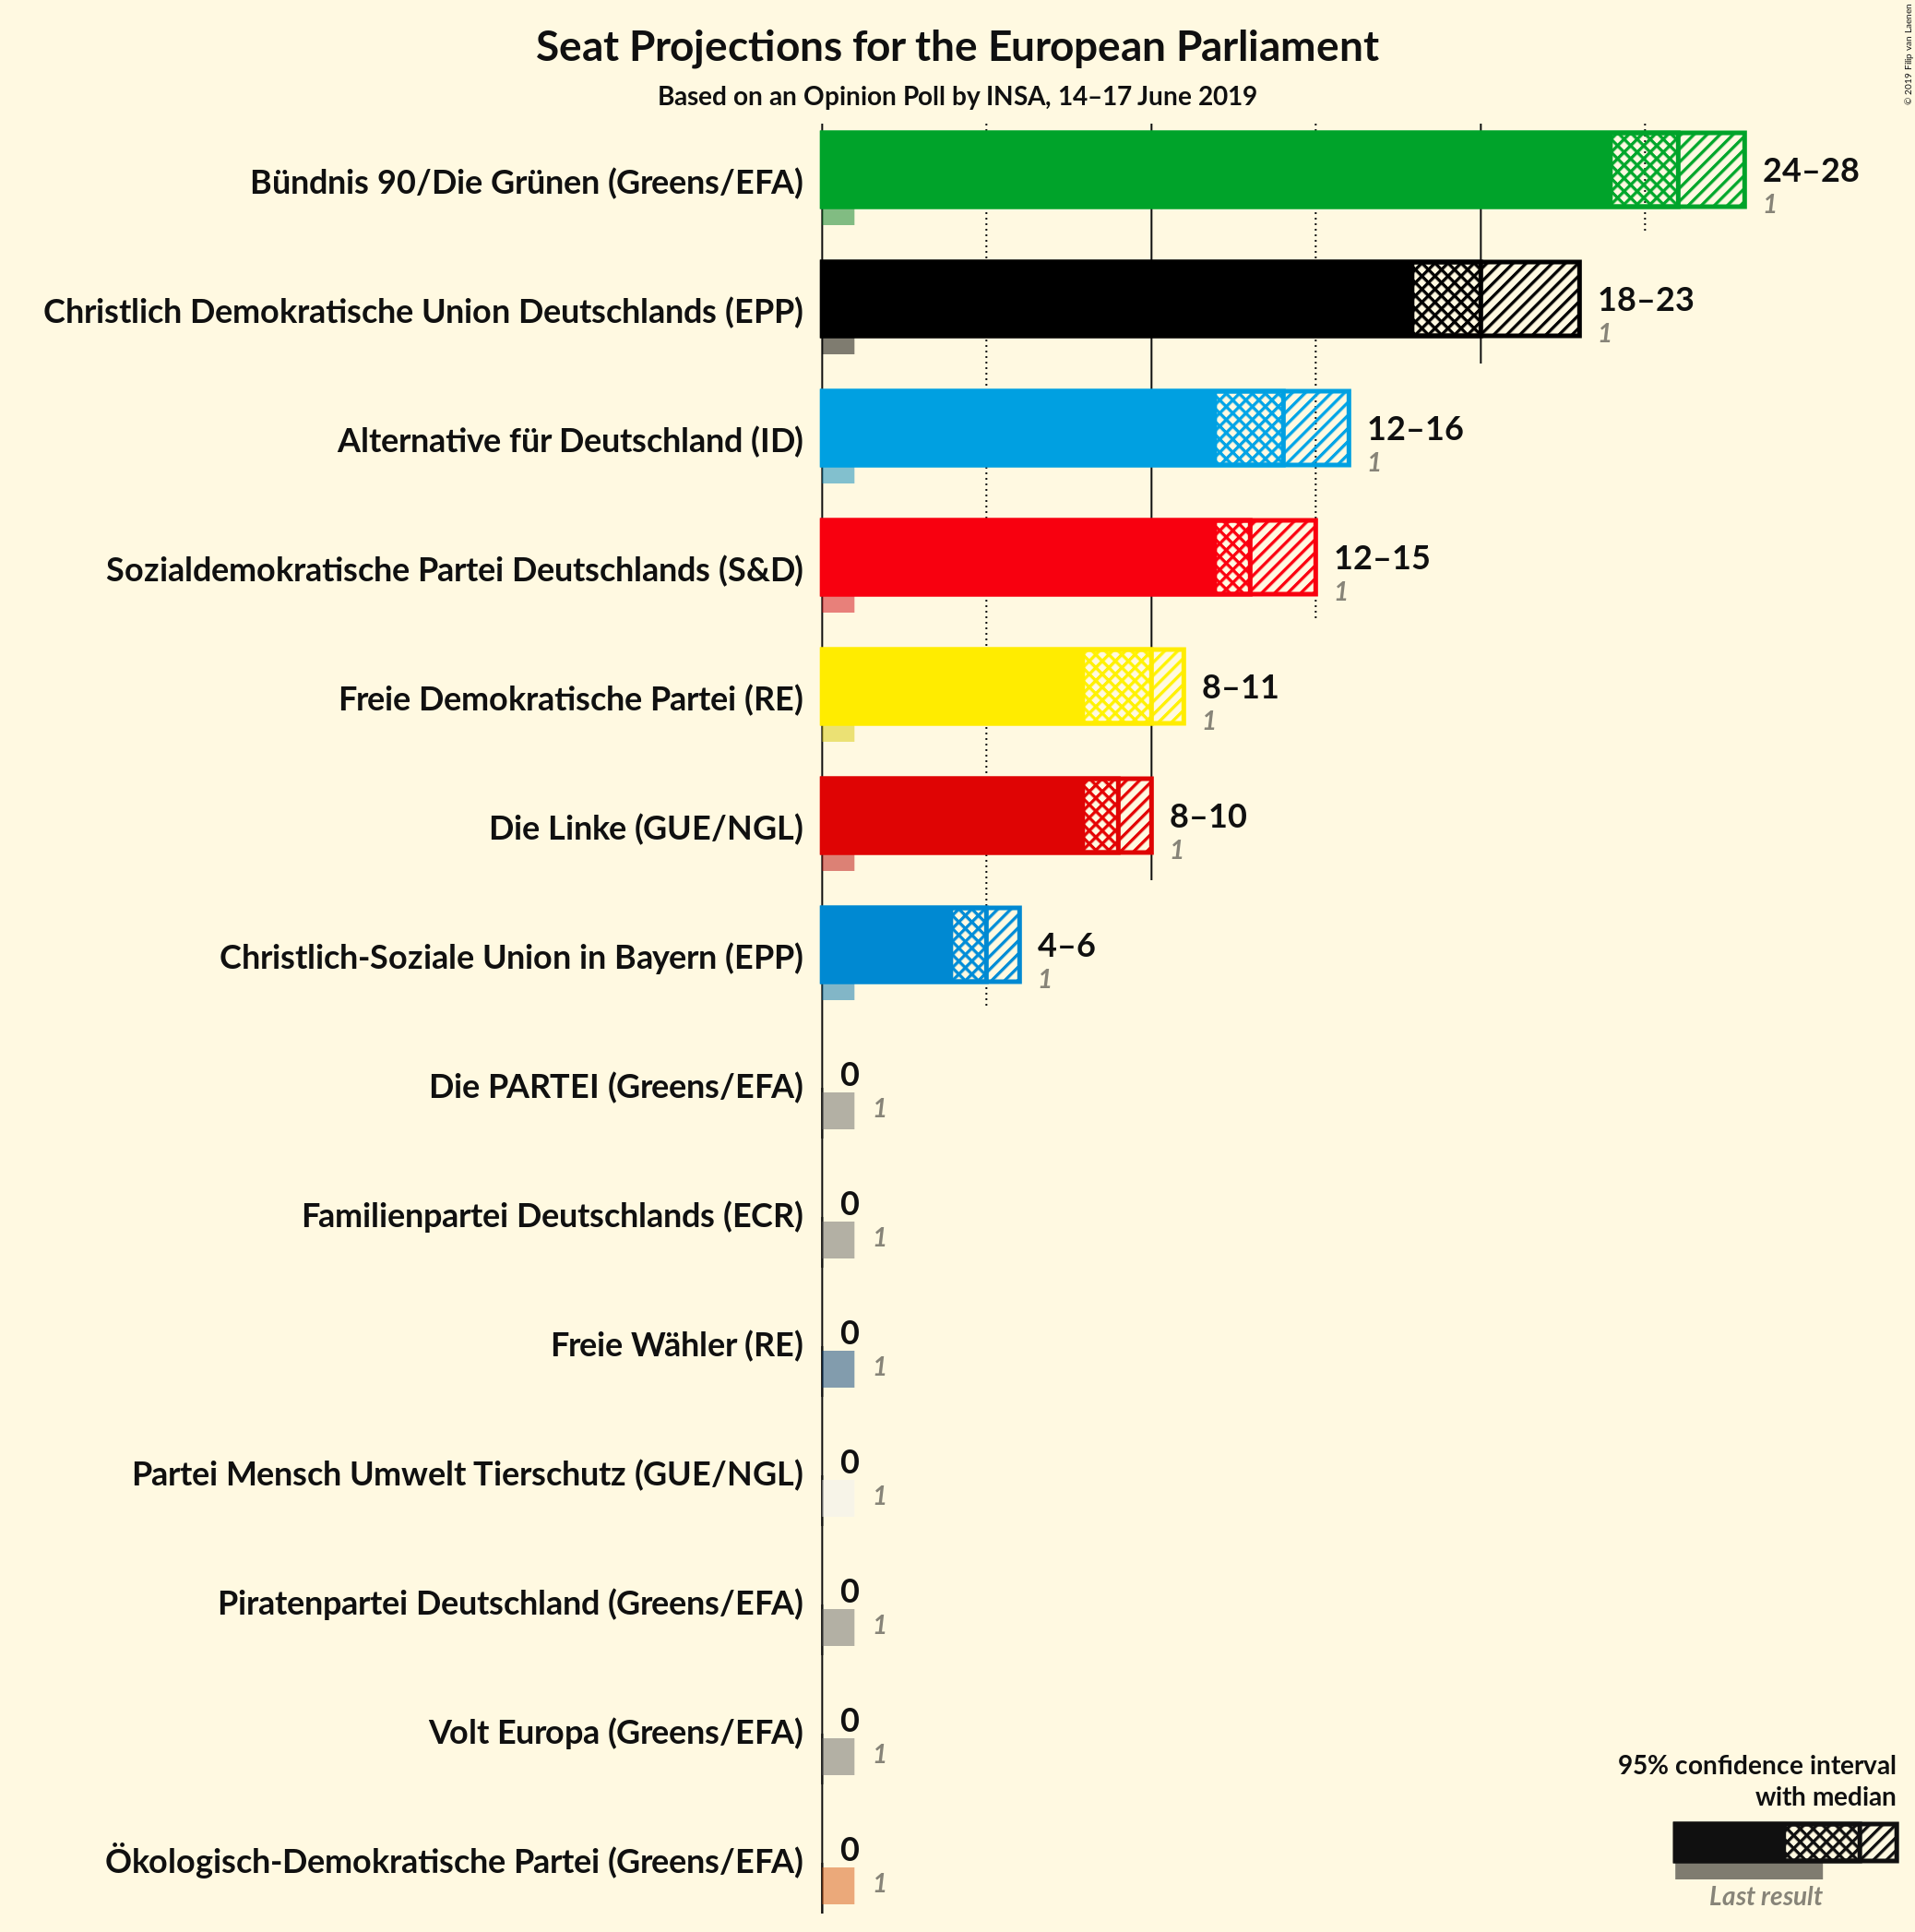 Seat Projections for the European Parliament
Based on an Opinion Poll by INSA, 14–17 June 2019
© 2019 Filip van Laenen
Bündnis 90/Die Grünen (Greens/EFA)
24–28
1
Christlich Demokratische Union Deutschlands (EPP)
18–23
1
Alternative für Deutschland (ID)
12–16
1
Sozialdemokratische Partei Deutschlands (S&D)
12–15
1
Freie Demokratische Partei (RE)
8–11
1
Die Linke (GUE/NGL)
8–10
1
Christlich-Soziale Union in Bayern (EPP)
4–6
1
Die PARTEI (Greens/EFA)
0
1
Familienpartei Deutschlands (ECR)
0
1
Freie Wähler (RE)
0
1
Partei Mensch Umwelt Tierschutz (GUE/NGL)
0
1
Piratenpartei Deutschland (Greens/EFA)
0
1
Volt Europa (Greens/EFA)
0
1
Ökologisch-Demokratische Partei (Greens/EFA)
0
1
95% confidence interval
with median
Last result